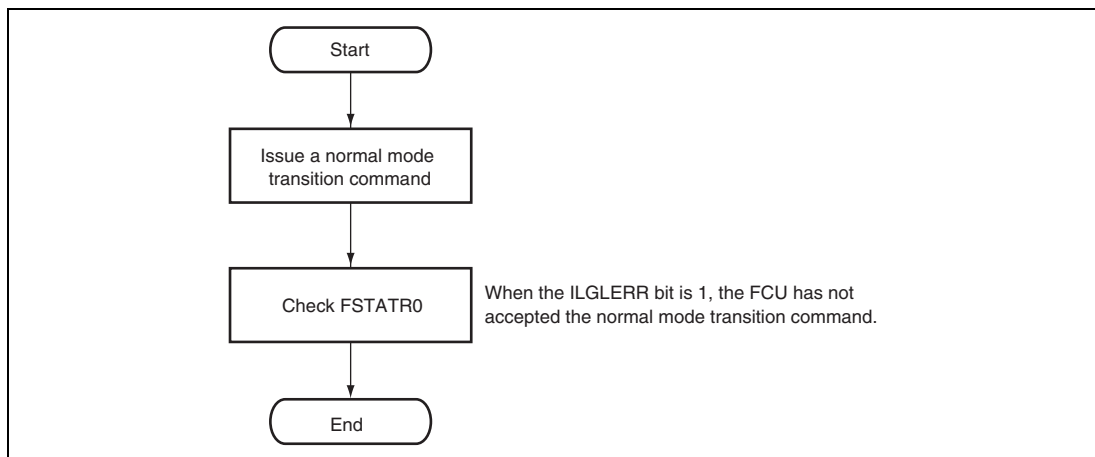 Start
Issue a normal mode
transition command
Check FSTATR0
When the ILGLERR bit is 1, the FCU has not
accepted the normal mode transition command.
End